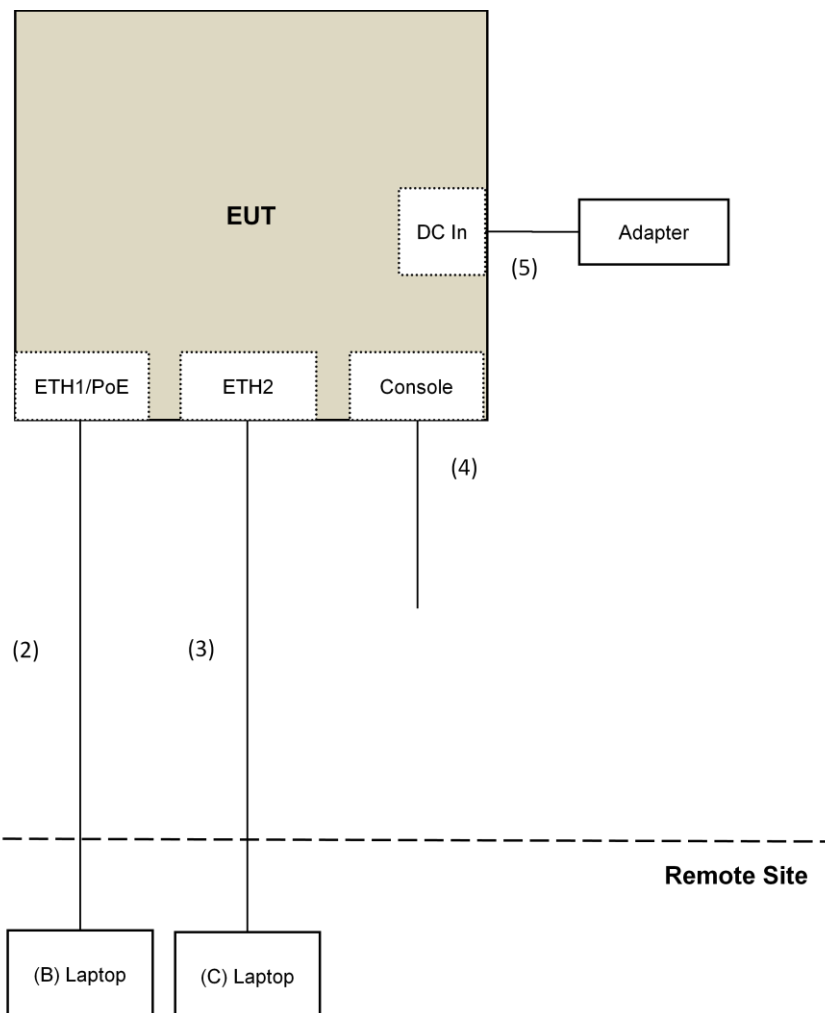 EUT
DC In
Adapter
(5)
ETH1/PoE
ETH2
Console
(4)
(2)
(3)
Remote Site
(B) Laptop
(C) Laptop